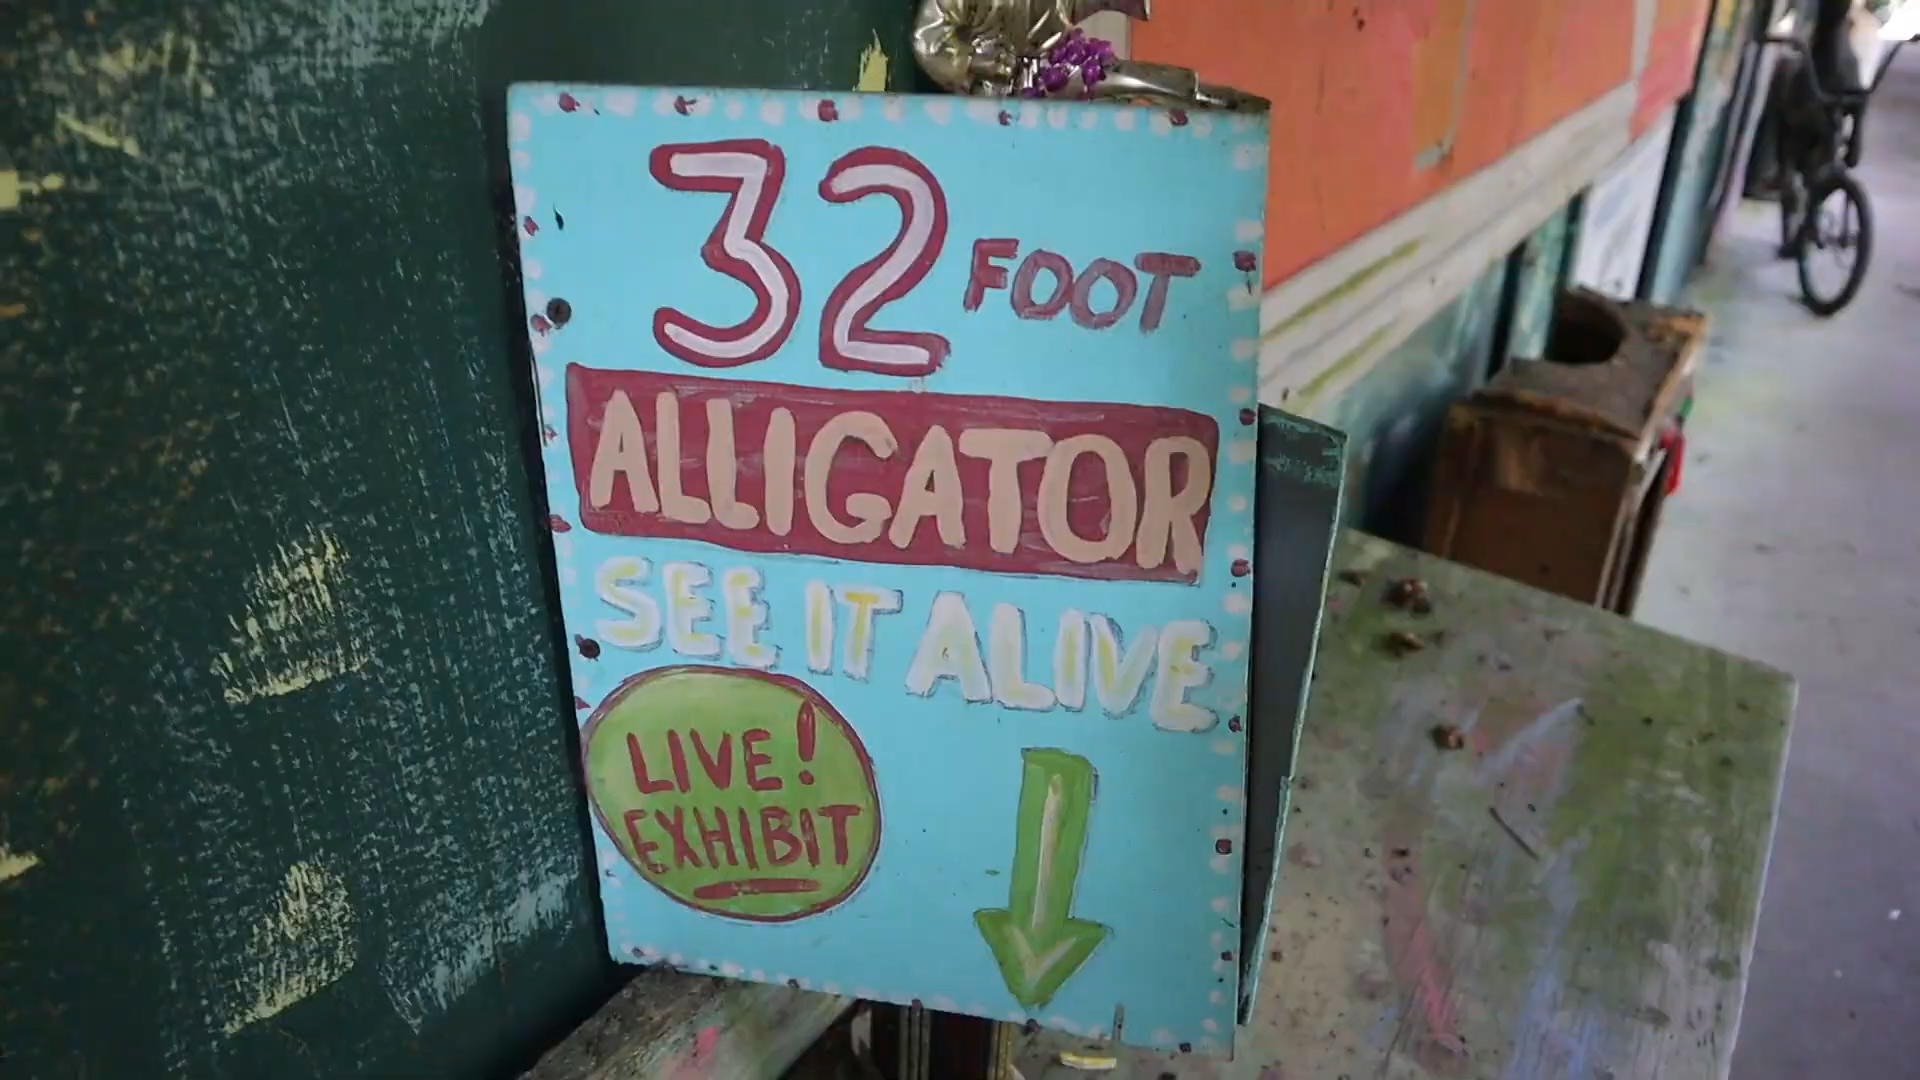 32 FOOT
ALLIGATOR
SEE IT ALIVE
LIVE!
EXHIBIT